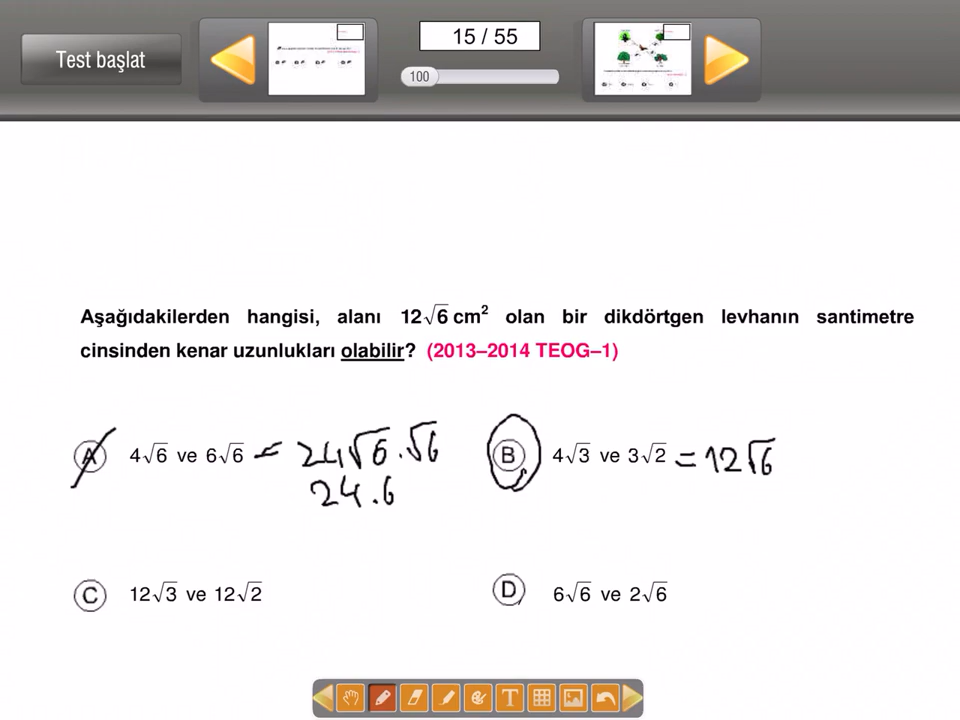 Test başlat
15 / 55
100
Aşağıdakilerden hangisi, alanı 12√6 cm² olan bir dikdörtgen levhanın santimetre
cinsinden kenar uzunlukları olabilir? (2013–2014 TEOG–1)
A 4√6 ve 6√6 = 24√6 . √6
24 . 6
B 4√3 ve 3√2 = 12√6
C 12√3 ve 12√2
D 6√6 ve 2√6
T